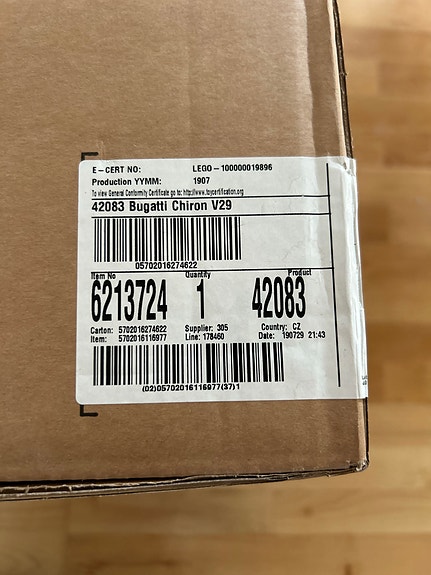 E-CERT NO: LEGO-100000019896
Production YYMM: 1907
To view General Conformity Certificate go to: http://www.toycertification.org
42083 Bugatti Chiron V29
05702016274622
Item No Quantity Product
6213724 1 42083
Carton: 5702016274622 Supplier: 305 Country: CZ
Item: 5702016116977 Line: 178460 Date: 190729 21:43
(02)05702016116977(37)1